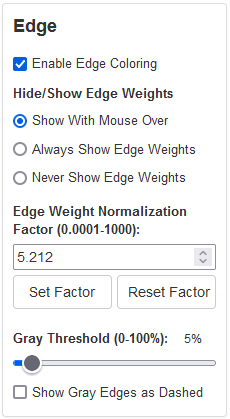 Edge
Enable Edge Coloring
Hide/Show Edge Weights
Show With Mouse Over
Always Show Edge Weights
Never Show Edge Weights
Edge Weight Normalization
Factor (0.0001-1000):
5.212
Set Factor Reset Factor
Gray Threshold (0-100%): 5%
Show Gray Edges as Dashed